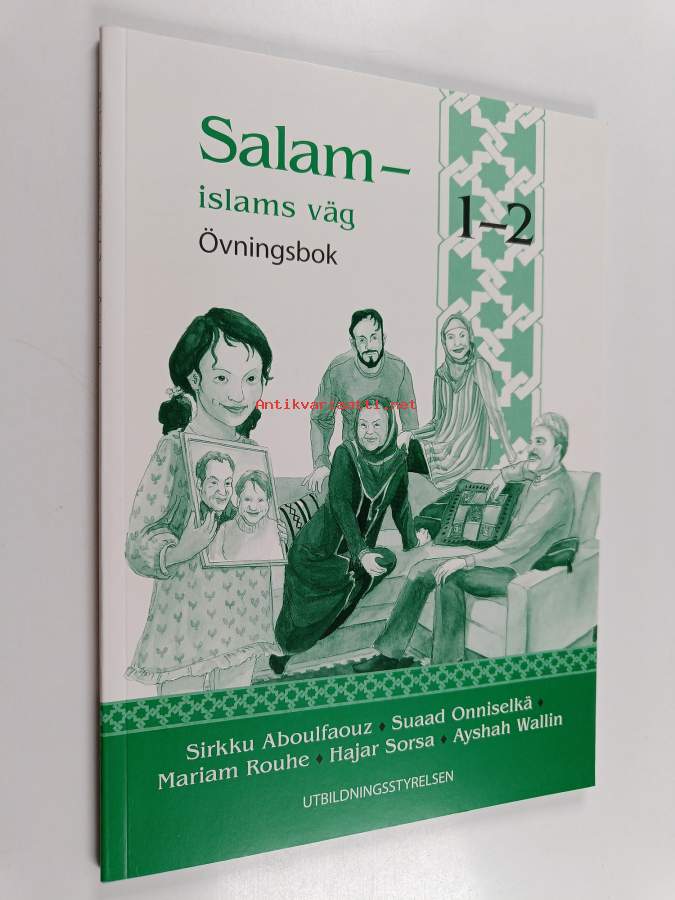 Salam –
islams väg
Övningsbok
1–2
Antikvariaatti.net
Sirkku Aboulfaouz ♦ Suaad Onniselkä ♦
Mariam Rouhe ♦ Hajar Sorsa ♦ Ayshah Wallin
UTBILDNINGSSTYRELSEN